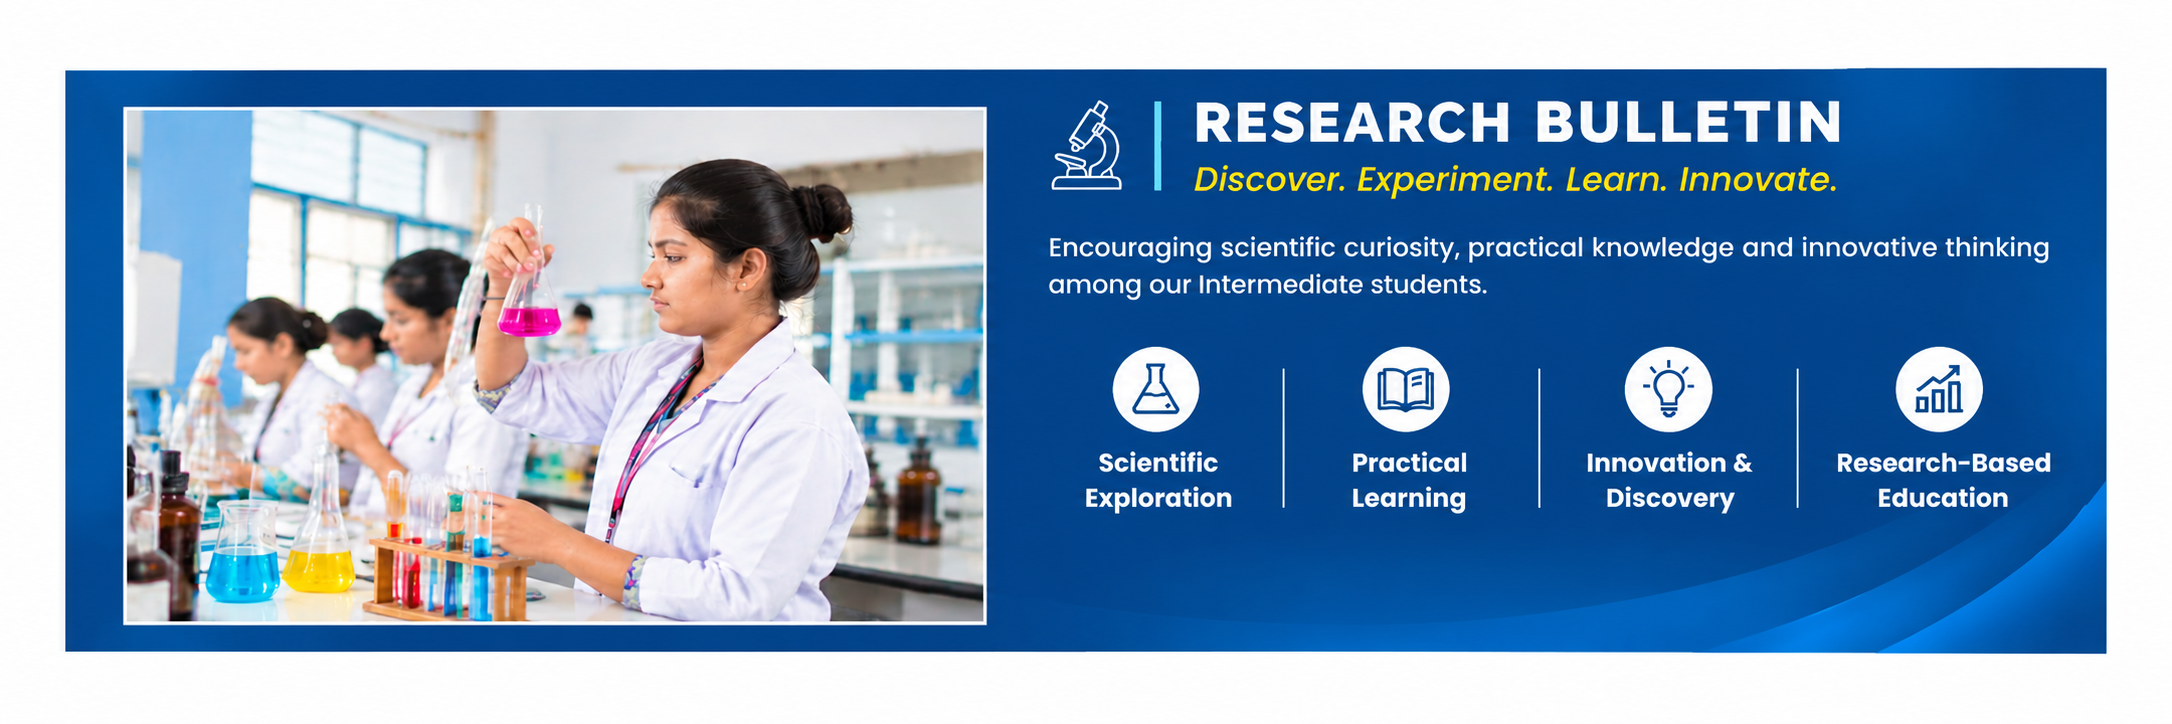 RESEARCH BULLETIN
Discover. Experiment. Learn. Innovate.
Encouraging scientific curiosity, practical knowledge and innovative thinking
among our Intermediate students.
Scientific
Exploration
Practical
Learning
Innovation &
Discovery
Research-Based
Education